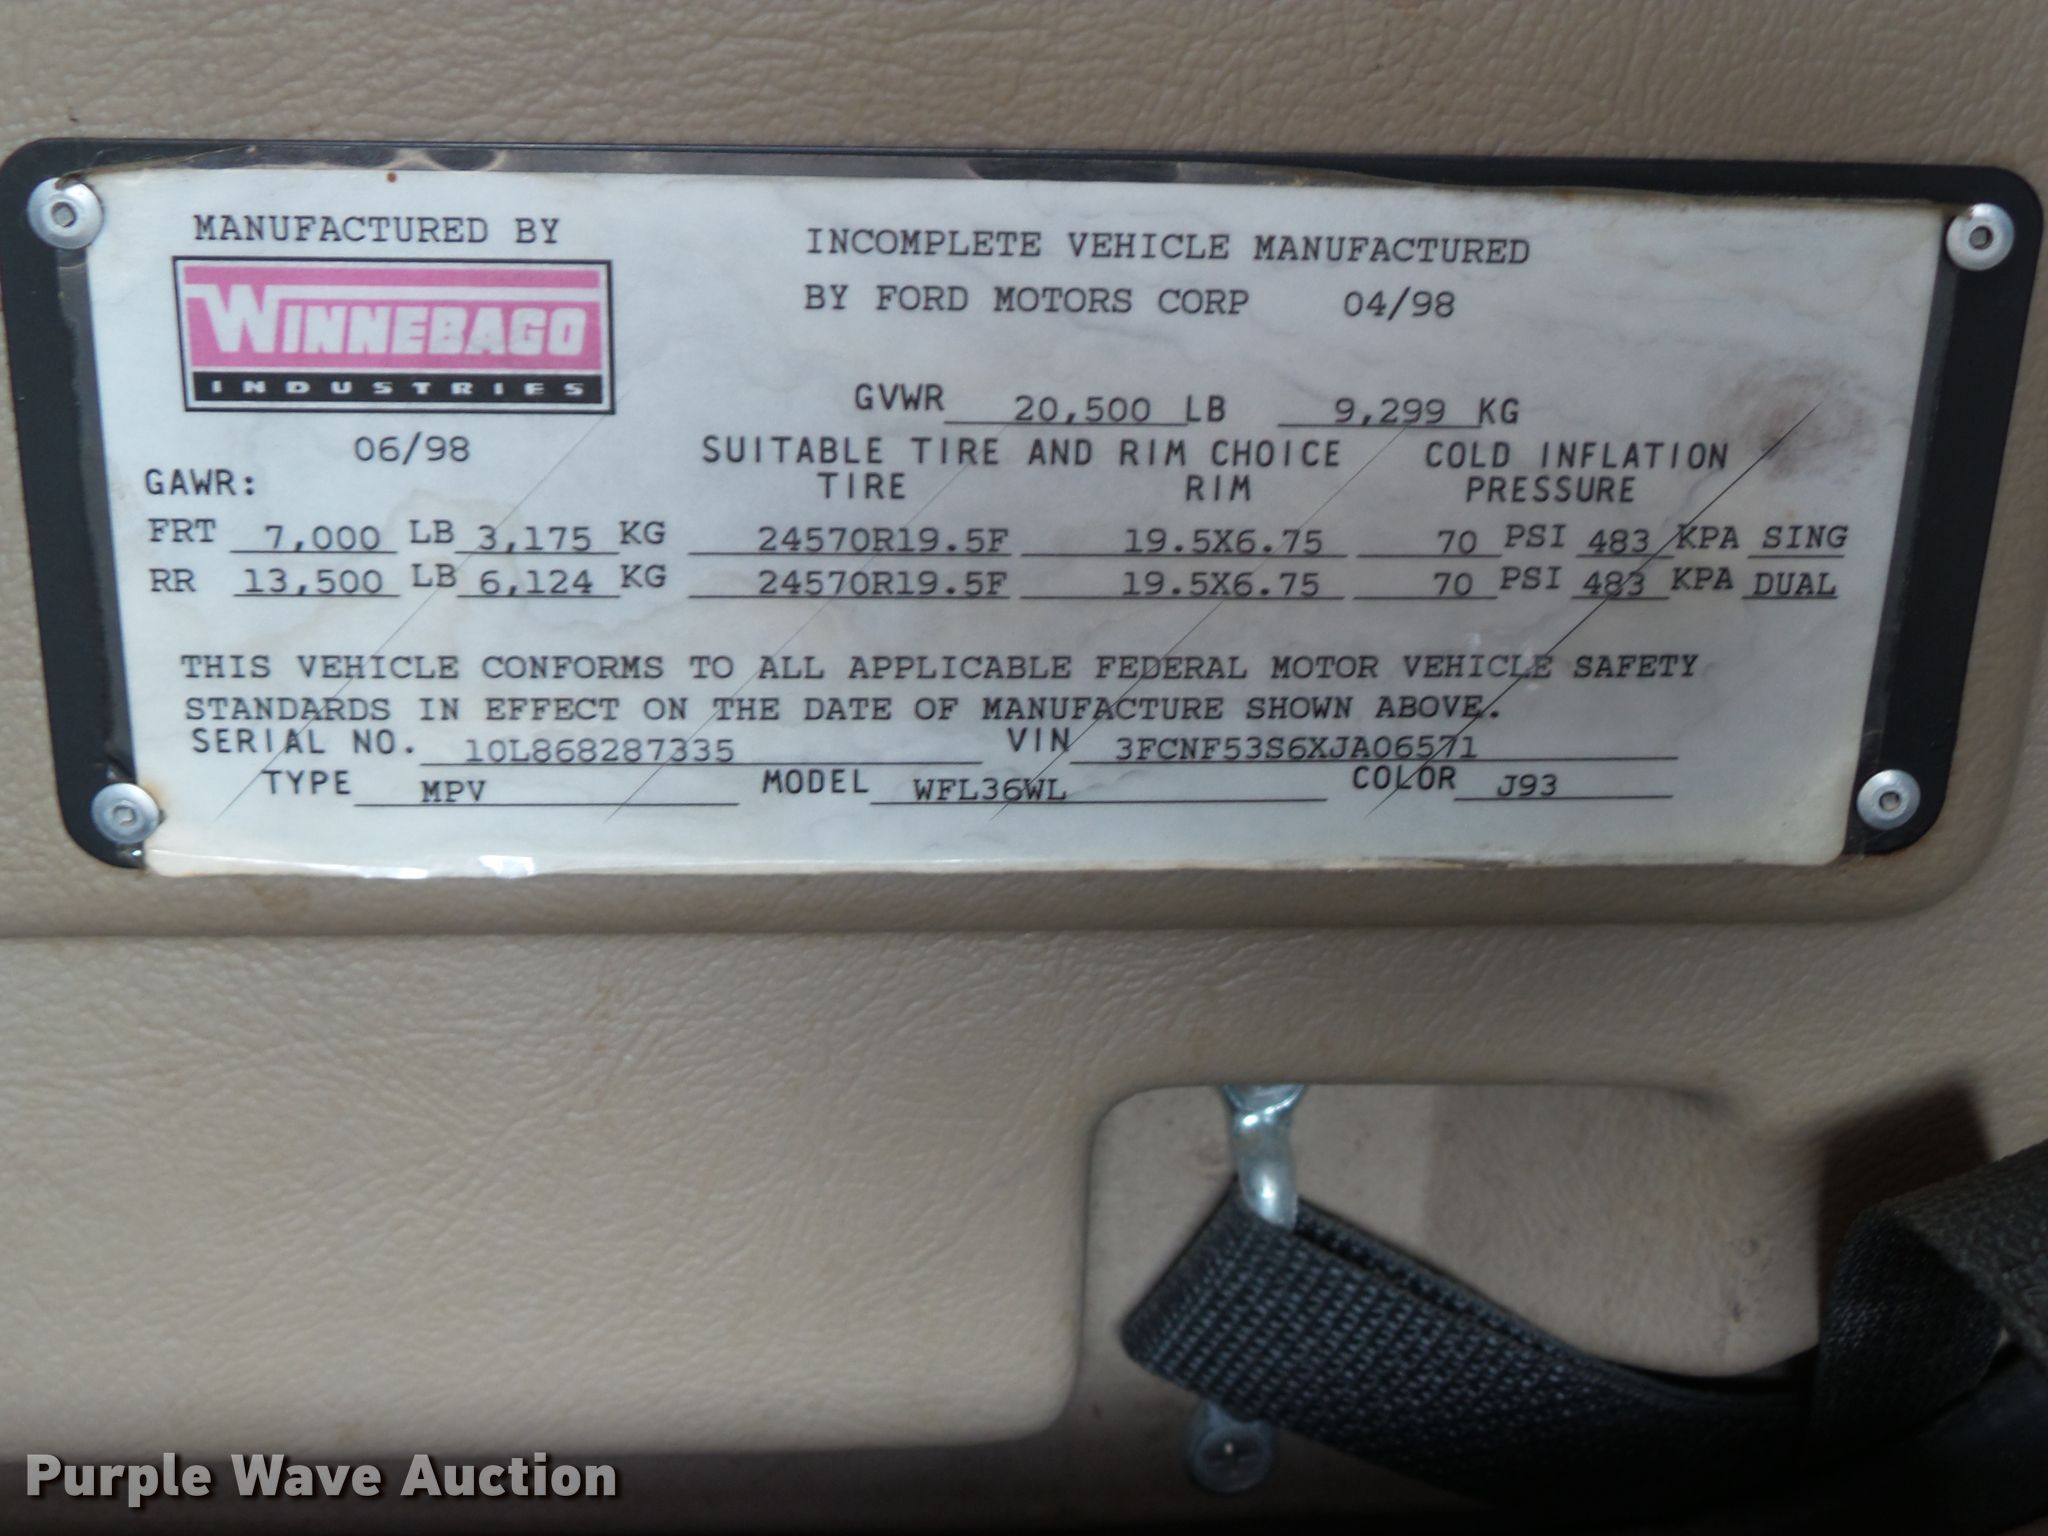 MANUFACTURED BY
WINNEBAGO
INDUSTRIES
06/98
INCOMPLETE VEHICLE MANUFACTURED
BY FORD MOTORS CORP 04/98
GVWR 20,500 LB 9,299 KG
SUITABLE TIRE AND RIM CHOICE COLD INFLATION
GAWR: TIRE RIM PRESSURE
FRT 7,000 LB 3,175 KG 24570R19.5F 19.5X6.75 70 PSI 483 KPA SING
RR 13,500 LB 6,124 KG 24570R19.5F 19.5X6.75 70 PSI 483 KPA DUAL
THIS VEHICLE CONFORMS TO ALL APPLICABLE FEDERAL MOTOR VEHICLE SAFETY
STANDARDS IN EFFECT ON THE DATE OF MANUFACTURE SHOWN ABOVE.
SERIAL NO. 10L868287335 VIN 3FCNF53S6XJA06571
TYPE MPV MODEL WFL36WL COLOR J93
Purple Wave Auction